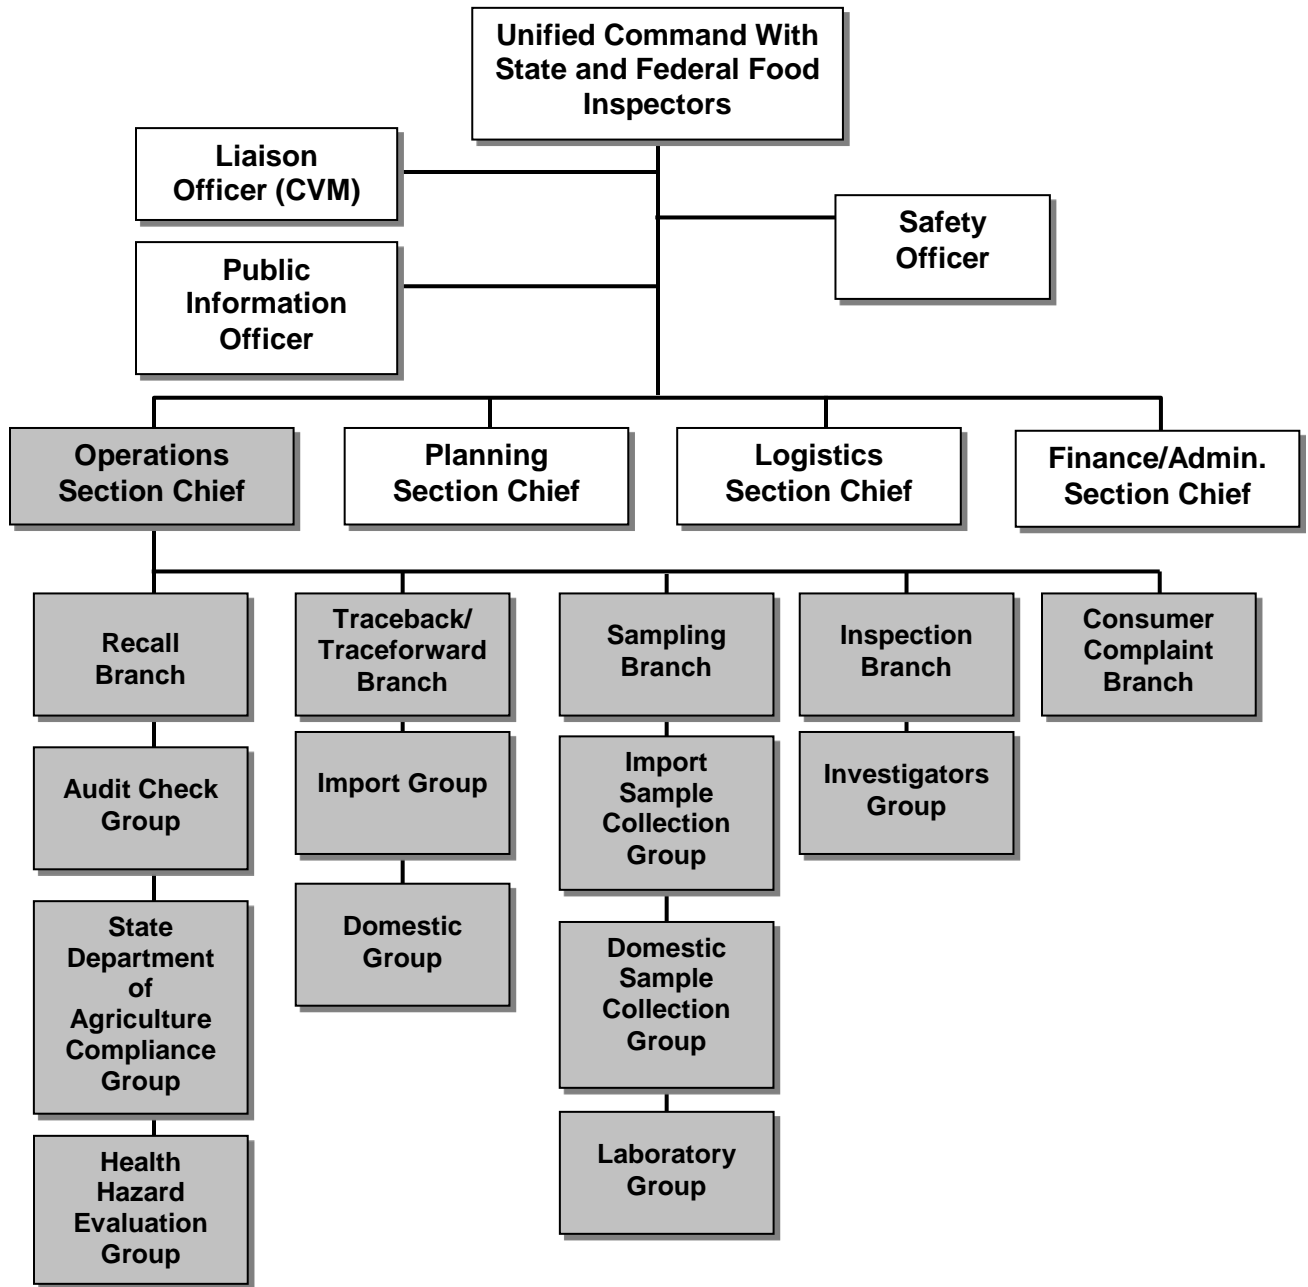 Unified Command With
State and Federal Food
Inspectors
Liaison
Officer (CVM)
Safety
Officer
Public
Information
Officer
Operations
Section Chief
Planning
Section Chief
Logistics
Section Chief
Finance/Admin.
Section Chief
Recall
Branch
Traceback/
Traceforward
Branch
Sampling
Branch
Inspection
Branch
Consumer
Complaint
Branch
Audit Check
Group
Import Group
Import
Sample
Collection
Group
Investigators
Group
State
Department
of
Agriculture
Compliance
Group
Domestic
Group
Domestic
Sample
Collection
Group
Health
Hazard
Evaluation
Group
Laboratory
Group